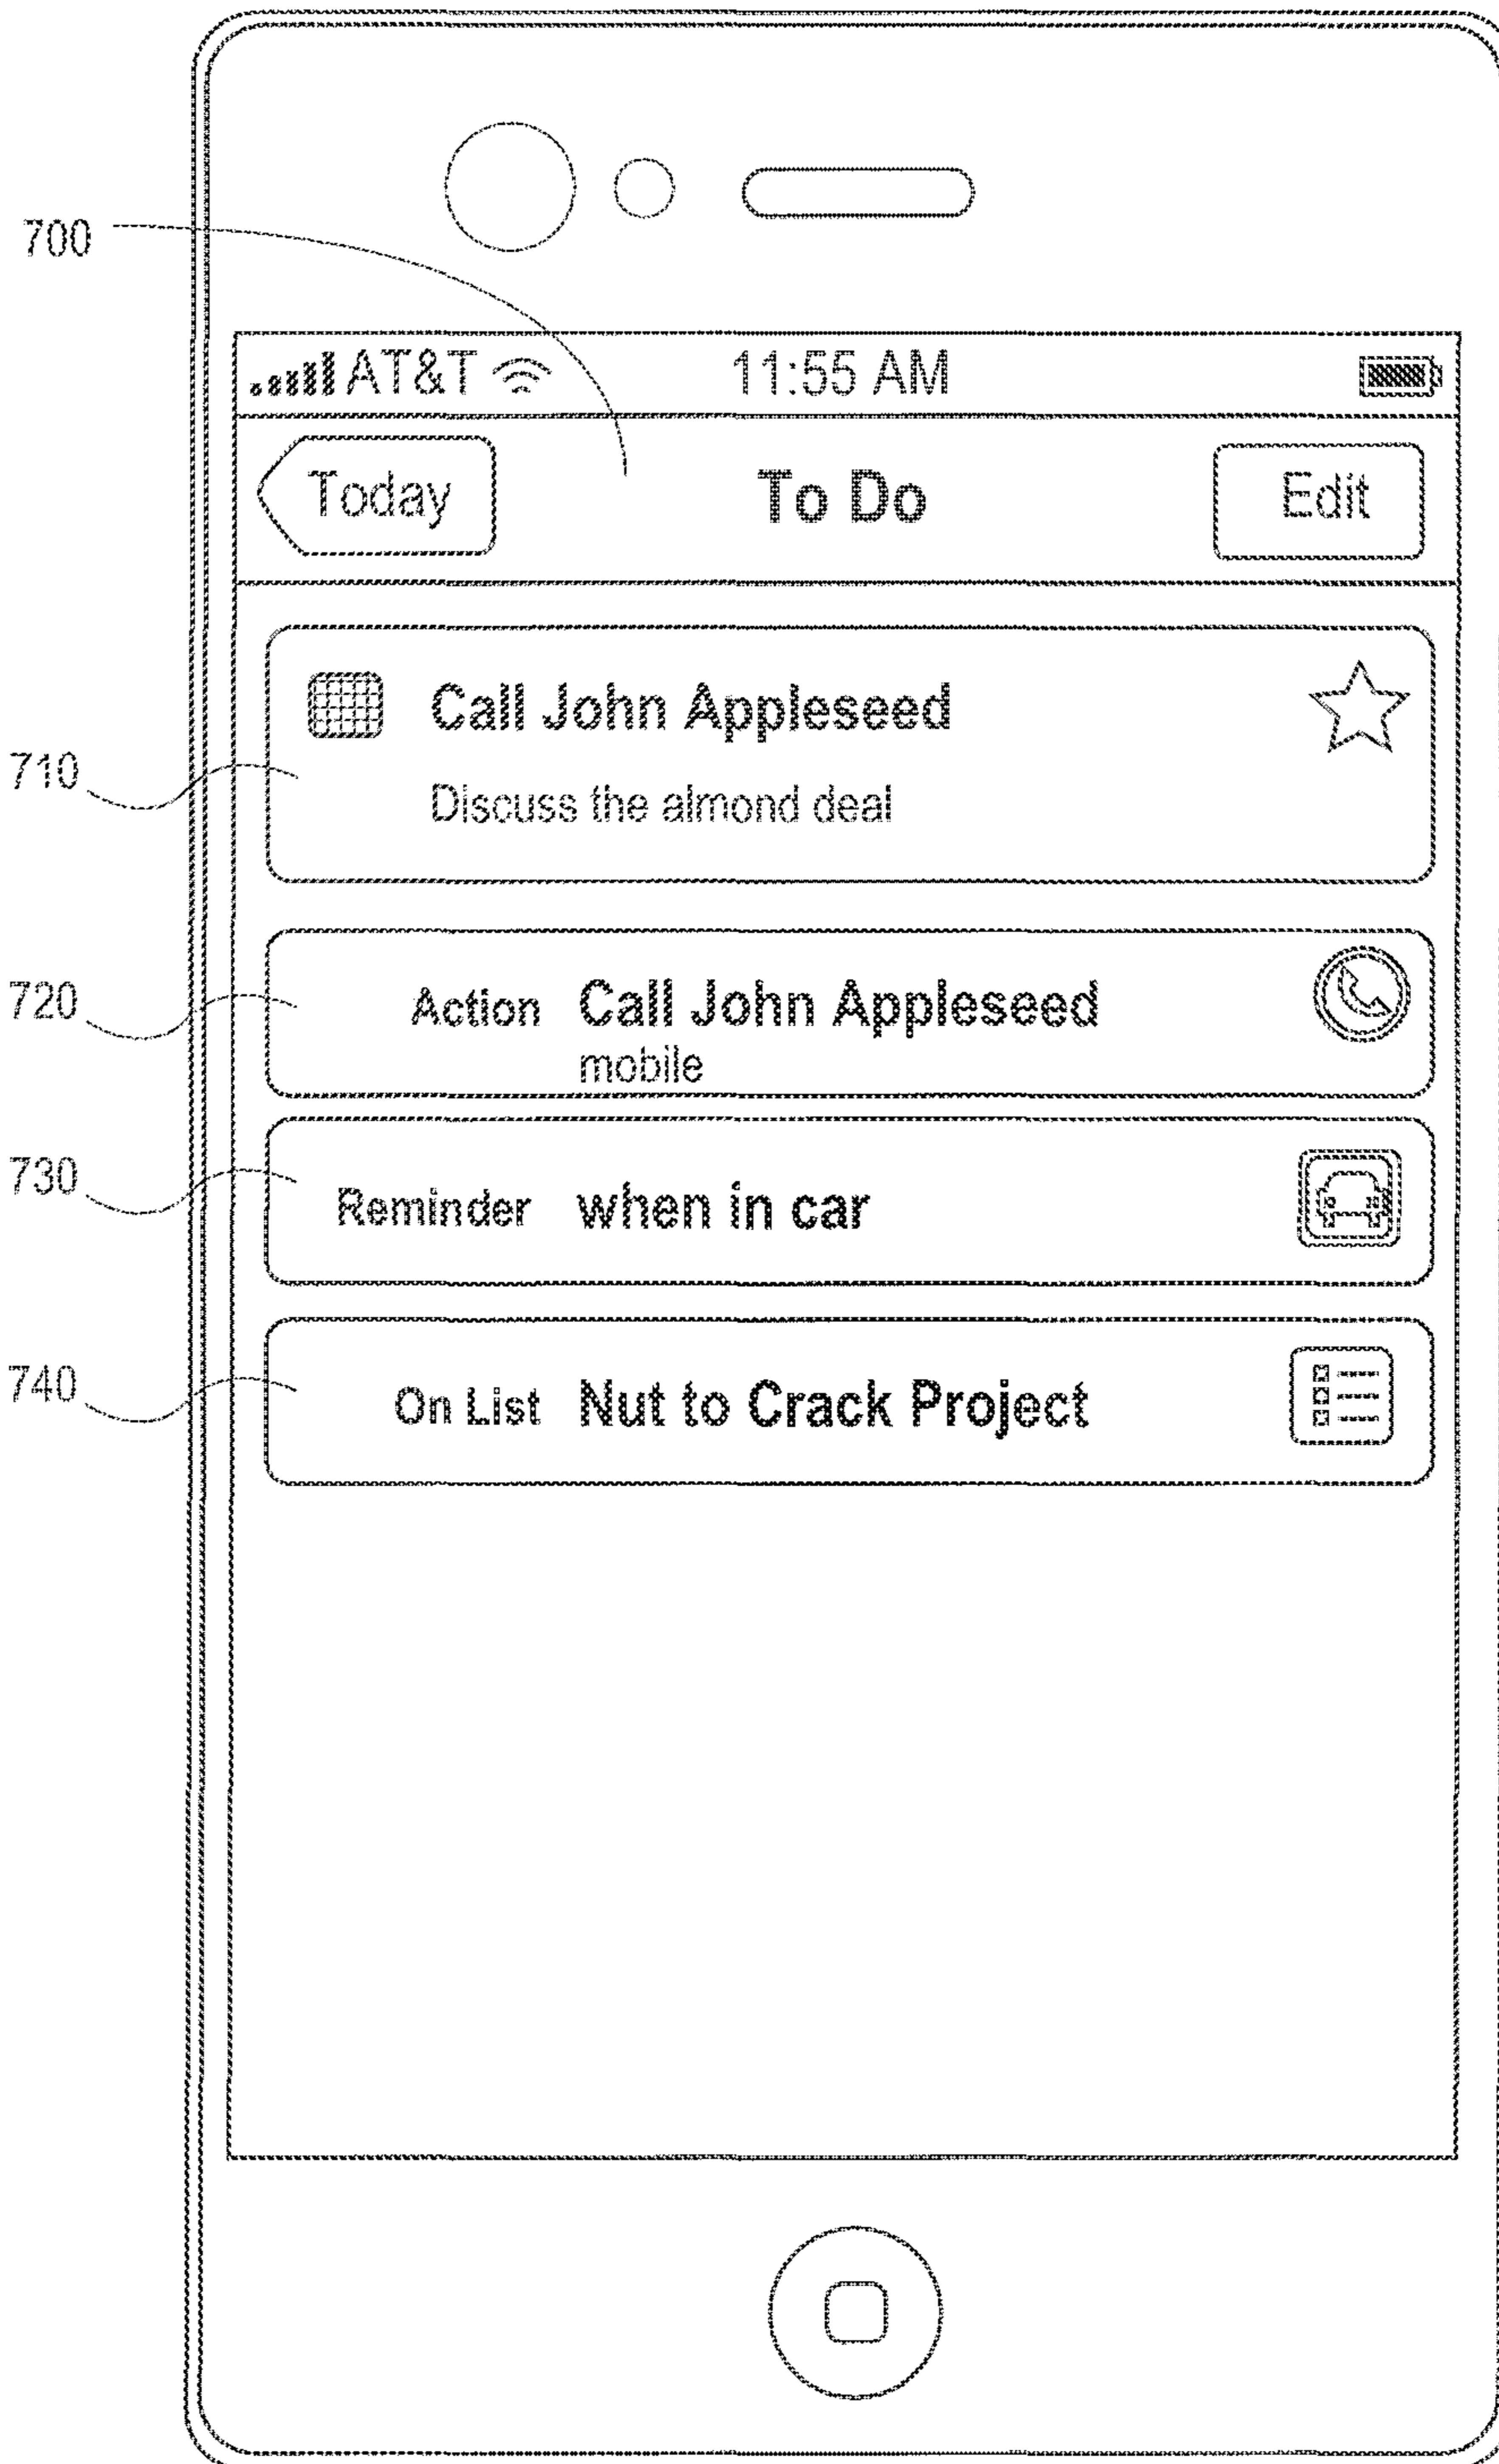 700
AT&T 11:55 AM
Today To Do Edit
710
Call John Appleseed
Discuss the almond deal
720
Action Call John Appleseed
mobile
730
Reminder when in car
740
On List Nut to Crack Project